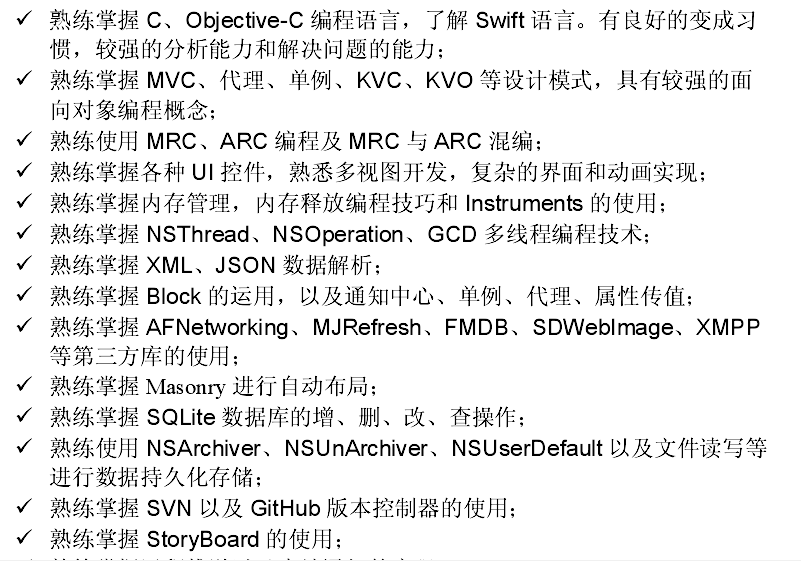 ✓ 熟练掌握 C、Objective-C 编程语言，了解 Swift 语言。有良好的变成习
惯，较强的分析能力和解决问题的能力；
✓ 熟练掌握 MVC、代理、单例、KVC、KVO 等设计模式，具有较强的面
向对象编程概念；
✓ 熟练使用 MRC、ARC 编程及 MRC 与 ARC 混编；
✓ 熟练掌握各种 UI 控件，熟悉多视图开发，复杂的界面和动画实现；
✓ 熟练掌握内存管理，内存释放编程技巧和 Instruments 的使用；
✓ 熟练掌握 NSThread、NSOperation、GCD 多线程编程技术；
✓ 熟练掌握 XML、JSON 数据解析；
✓ 熟练掌握 Block 的运用，以及通知中心、单例、代理、属性传值；
✓ 熟练掌握 AFNetworking、MJRefresh、FMDB、SDWebImage、XMPP
等第三方库的使用；
✓ 熟练掌握 Masonry 进行自动布局；
✓ 熟练掌握 SQLite 数据库的增、删、改、查操作；
✓ 熟练使用 NSArchiver、NSUnArchiver、NSUserDefault 以及文件读写等
进行数据持久化存储；
✓ 熟练掌握 SVN 以及 GitHub 版本控制器的使用；
✓ 熟练掌握 StoryBoard 的使用；